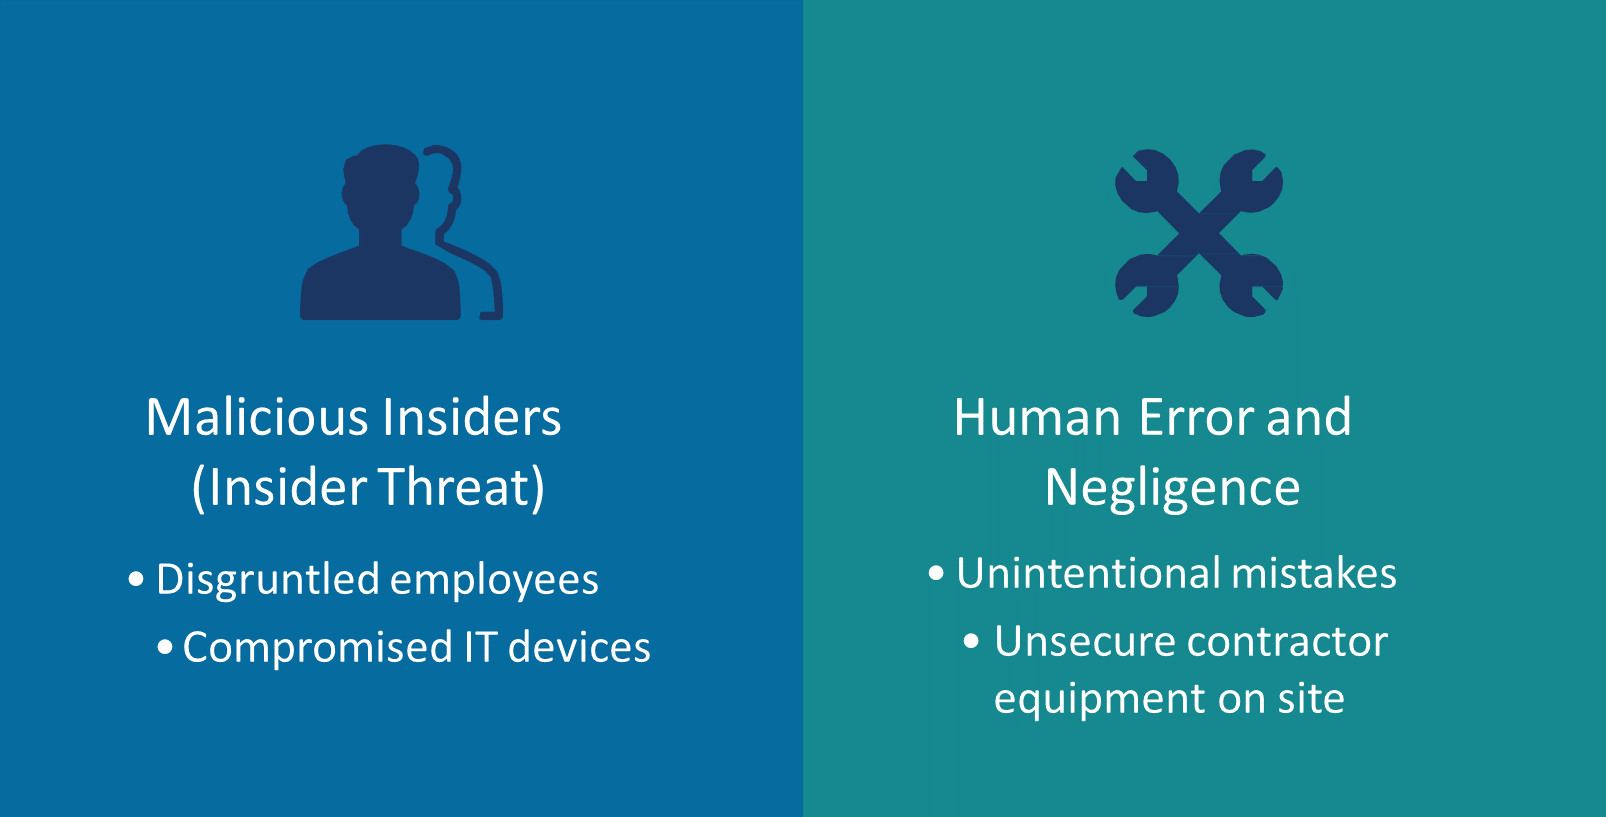 Malicious Insiders
(Insider Threat)
• Disgruntled employees
• Compromised IT devices
Human Error and
Negligence
• Unintentional mistakes
• Unsecure contractor
equipment on site